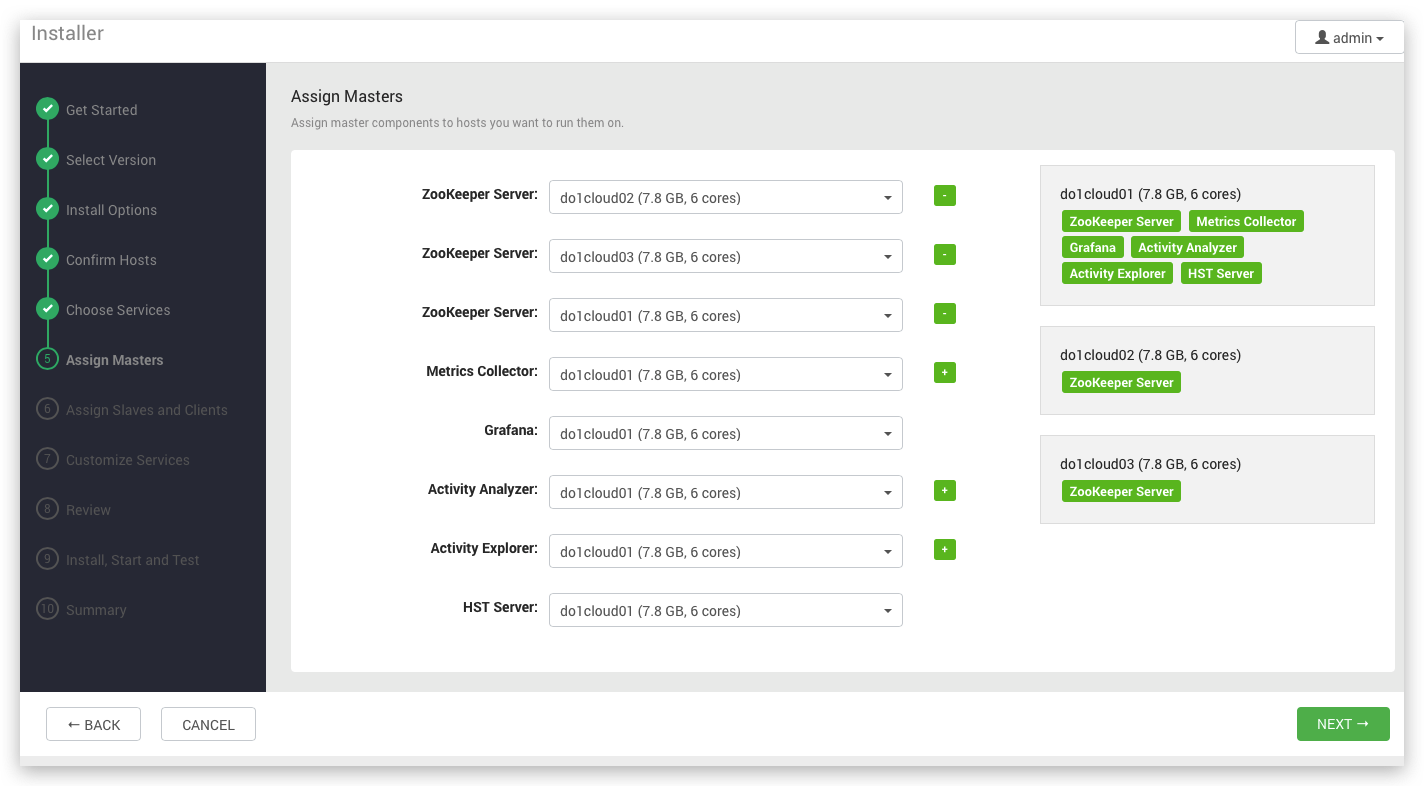 Installer
admin
Get Started
Select Version
Install Options
Confirm Hosts
Choose Services
5 Assign Masters
6 Assign Slaves and Clients
7 Customize Services
8 Review
9 Install, Start and Test
10 Summary
Assign Masters
Assign master components to hosts you want to run them on.
ZooKeeper Server: do1cloud02 (7.8 GB, 6 cores) -
ZooKeeper Server: do1cloud03 (7.8 GB, 6 cores) -
ZooKeeper Server: do1cloud01 (7.8 GB, 6 cores) -
Metrics Collector: do1cloud01 (7.8 GB, 6 cores) +
Grafana: do1cloud01 (7.8 GB, 6 cores)
Activity Analyzer: do1cloud01 (7.8 GB, 6 cores) +
Activity Explorer: do1cloud01 (7.8 GB, 6 cores) +
HST Server: do1cloud01 (7.8 GB, 6 cores)
do1cloud01 (7.8 GB, 6 cores)
ZooKeeper Server Metrics Collector
Grafana Activity Analyzer
Activity Explorer HST Server
do1cloud02 (7.8 GB, 6 cores)
ZooKeeper Server
do1cloud03 (7.8 GB, 6 cores)
ZooKeeper Server
← BACK CANCEL NEXT →